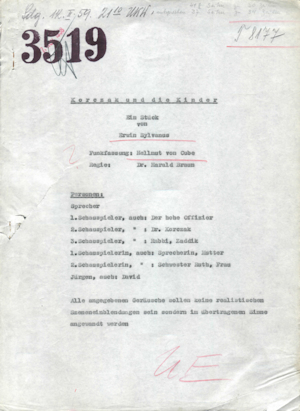 3519
Korczak und die Kinder
Ein Stück
von
Erwin Sylvanus
Funkfassung: Hellmut von Cube
Regie: Dr. Harald Braun
Personen:
Sprecher
1.Schauspieler, auch: Der hohe Offizier
2.Schauspieler, " : Dr. Korczak
3.Schauspieler, " : Rabbi, Zaddik
1.Schauspielerin, auch: Sprecherin, Mutter
2.Schauspielerin, " : Schwester Ruth, Frau
Jürgen, auch: David
Alle angegebenen Geräusche sollen keine realistischen
sein sondern im übertragenen Sinne
angewandt werden